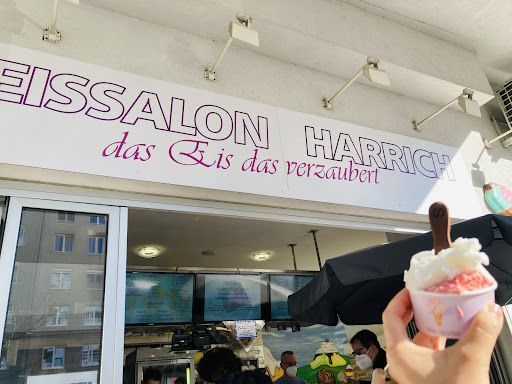 EISSALON HARRICH
das Eis das verzaubert